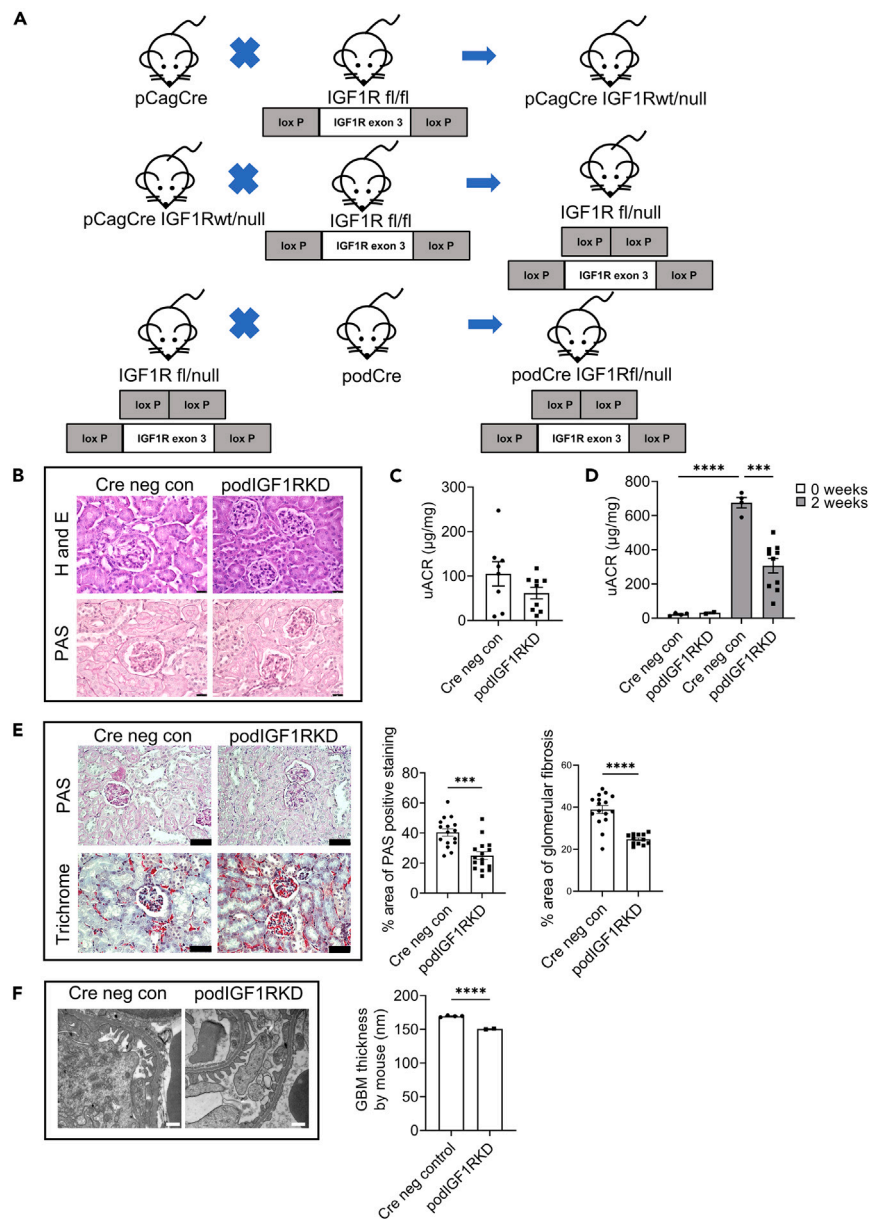 A
pCagCre
IGF1R fl/fl
lox P IGF1R exon 3 lox P
pCagCre IGF1Rwt/null
pCagCre IGF1Rwt/null
IGF1R fl/fl
lox P IGF1R exon 3 lox P
IGF1R fl/null
lox P lox P
lox P IGF1R exon 3 lox P
IGF1R fl/null
lox P lox P
lox P IGF1R exon 3 lox P
podCre
podCre IGF1Rfl/null
lox P lox P
lox P IGF1R exon 3 lox P
B
Cre neg con podIGF1RKD
H and E
PAS
C
uACR (µg/mg)
300
200
100
0
Cre neg con
podIGF1RKD
D
**** ***
0 weeks
2 weeks
uACR (µg/mg)
800
600
400
200
0
Cre neg con
podIGF1RKD
Cre neg con
podIGF1RKD
E
Cre neg con podIGF1RKD
PAS
Trichrome
% area of PAS positive staining
***
80
60
40
20
0
Cre neg con
podIGF1RKD
% area of glomerular fibrosis
****
60
40
20
0
Cre neg con
podIGF1RKD
F
Cre neg con podIGF1RKD
GBM thickness
by mouse (nm)
****
200
150
100
50
0
Cre neg control
podIGF1RKD